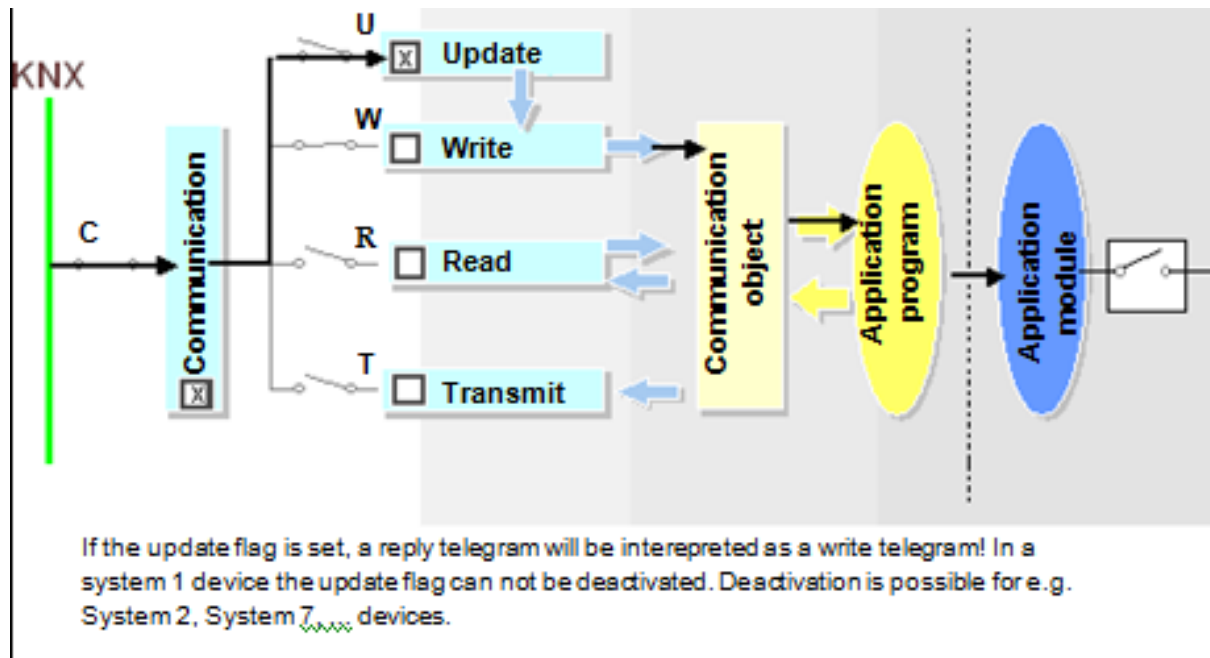 U
X Update
KNX
W
Write
C
Communication
X
R
Read
T
Transmit
Communication
object
Application
program
Application
module
If the update flag is set, a reply telegram will be interepreted as a write telegram! In a
system 1 device the update flag can not be deactivated. Deactivation is possible for e.g.
System 2, System 7, ... devices.